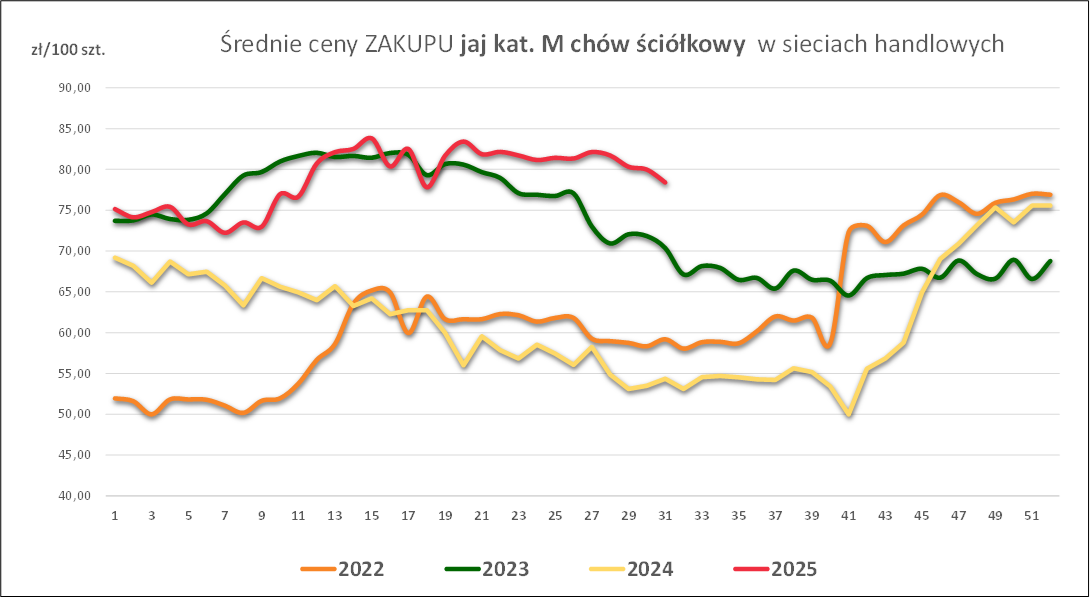 zł/100 szt.
Średnie ceny ZAKUPU jaj kat. M chów ściółkowy w sieciach handlowych
90,00
85,00
80,00
75,00
70,00
65,00
60,00
55,00
50,00
45,00
40,00
1 3 5 7 9 11 13 15 17 19 21 23 25 27 29 31 33 35 37 39 41 43 45 47 49 51
2022 2023 2024 2025